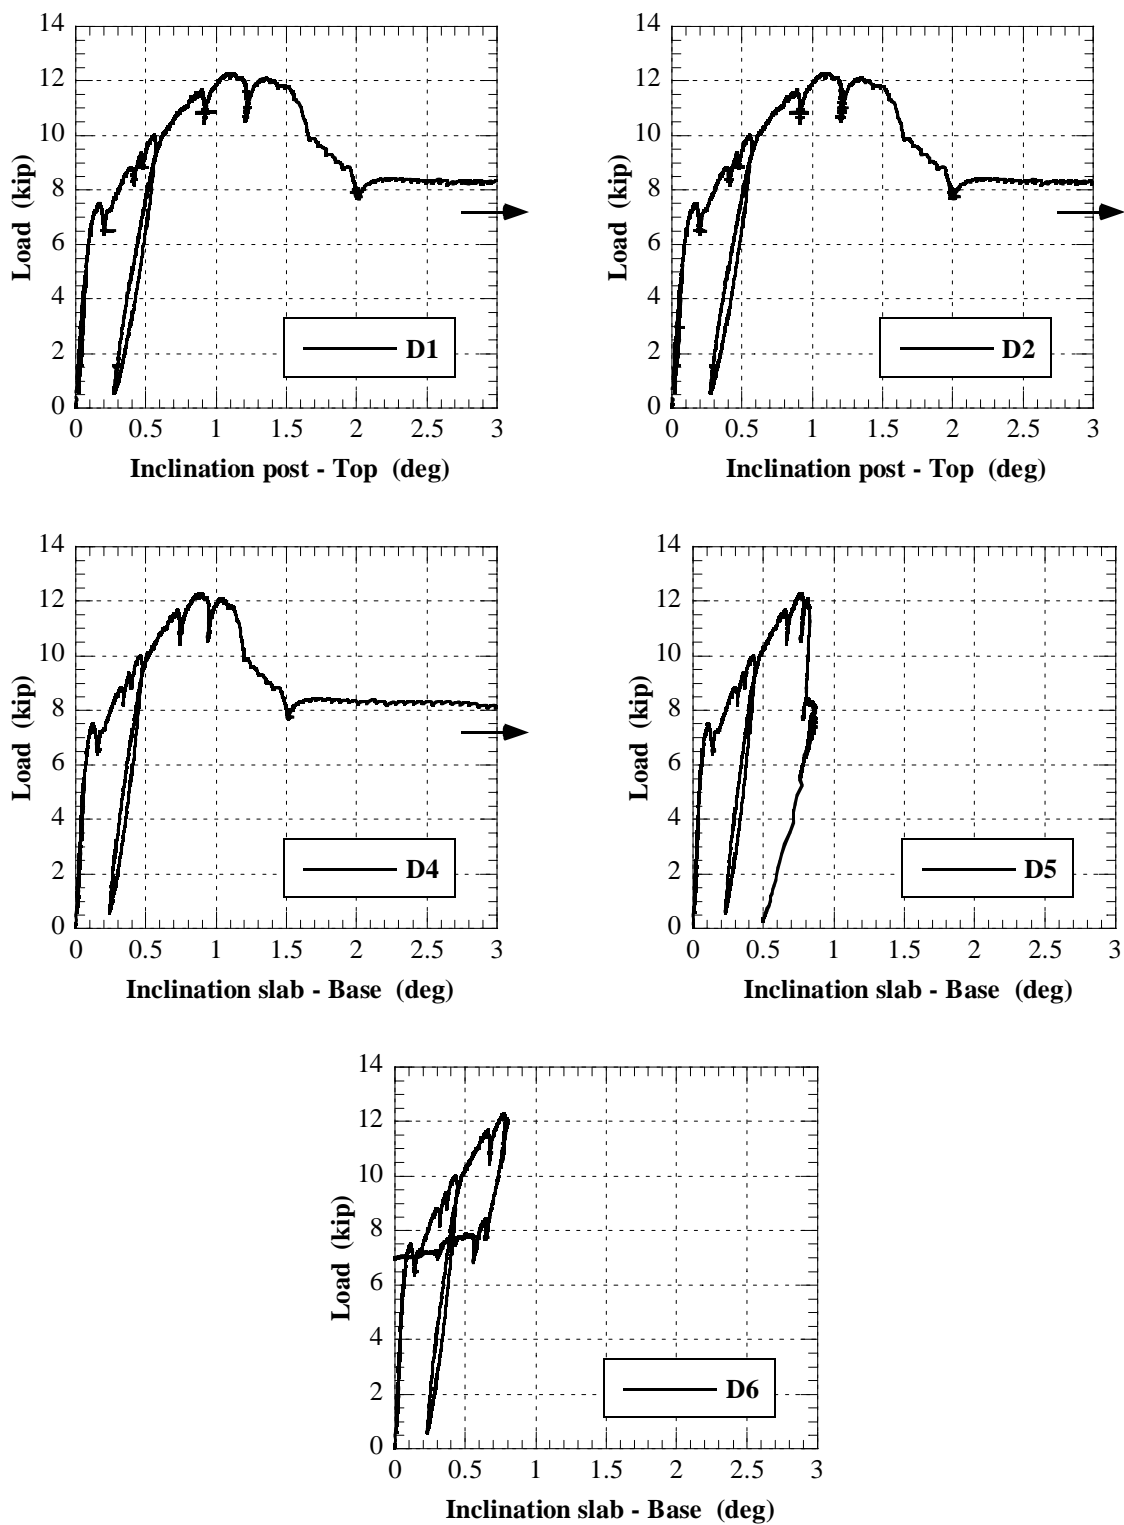 14
12
10
8
6
4
2
0
Load (kip)
D1
0 0.5 1 1.5 2 2.5 3
Inclination post - Top (deg)
14
12
10
8
6
4
2
0
Load (kip)
D2
0 0.5 1 1.5 2 2.5 3
Inclination post - Top (deg)
14
12
10
8
6
4
2
0
Load (kip)
D4
0 0.5 1 1.5 2 2.5 3
Inclination slab - Base (deg)
14
12
10
8
6
4
2
0
Load (kip)
D5
0 0.5 1 1.5 2 2.5 3
Inclination slab - Base (deg)
14
12
10
8
6
4
2
0
Load (kip)
D6
0 0.5 1 1.5 2 2.5 3
Inclination slab - Base (deg)